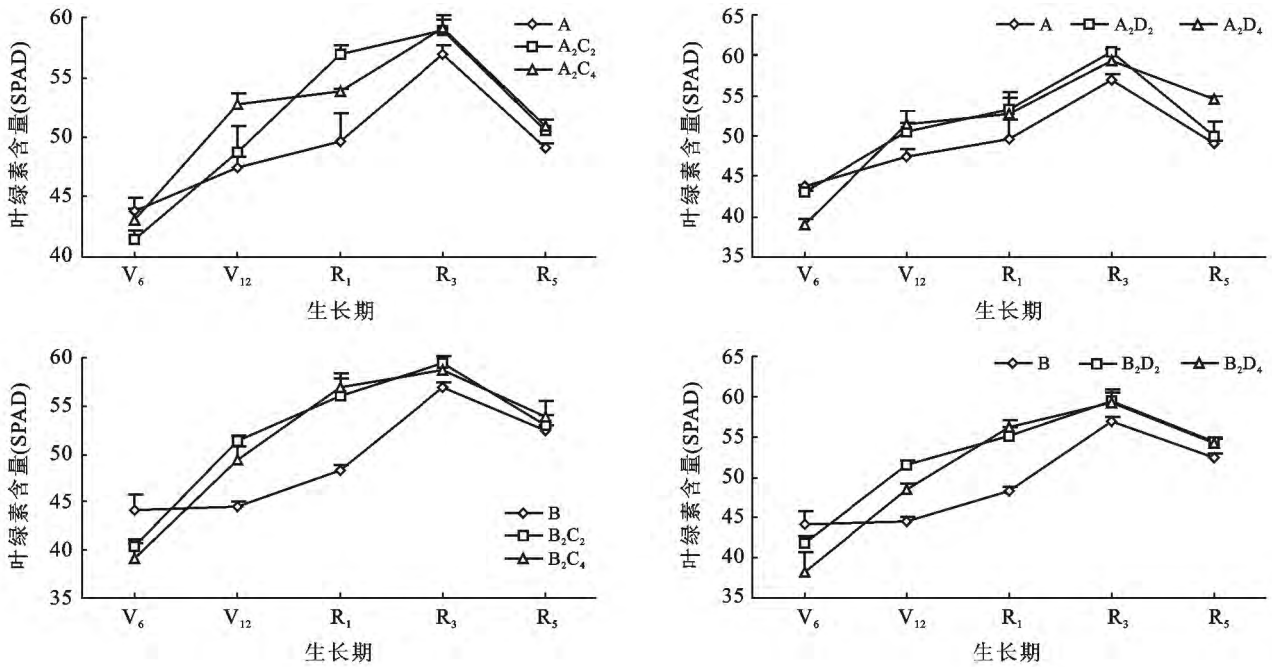 叶绿素含量(SPAD)
60
55
50
45
40
A
A₂C₂
A₂C₄
V₆ V₁₂ R₁ R₃ R₅
生长期
叶绿素含量(SPAD)
65
60
55
50
45
40
35
A A₂D₂ A₂D₄
V₆ V₁₂ R₁ R₃ R₅
生长期
叶绿素含量(SPAD)
60
55
50
45
40
35
B
B₂C₂
B₂C₄
V₆ V₁₂ R₁ R₃ R₅
生长期
叶绿素含量(SPAD)
65
60
55
50
45
40
35
B B₂D₂ B₂D₄
V₆ V₁₂ R₁ R₃ R₅
生长期